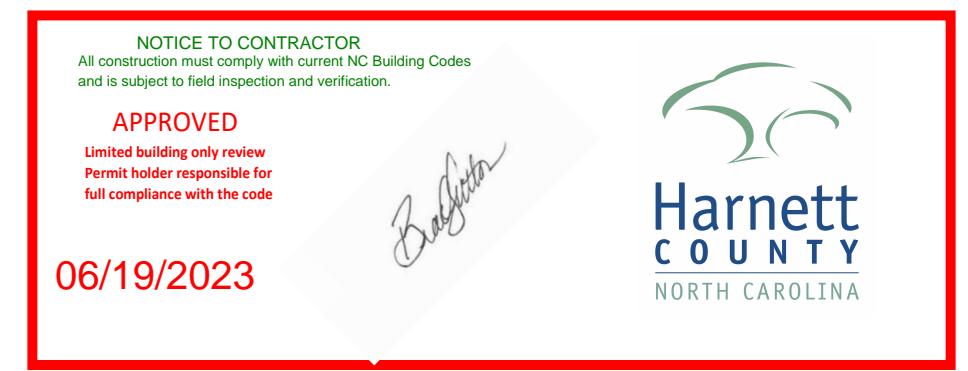 NOTICE TO CONTRACTOR
All construction must comply with current NC Building Codes
and is subject to field inspection and verification.
APPROVED
Limited building only review
Permit holder responsible for
full compliance with the code
06/19/2023
Harnett
COUNTY
NORTH CAROLINA